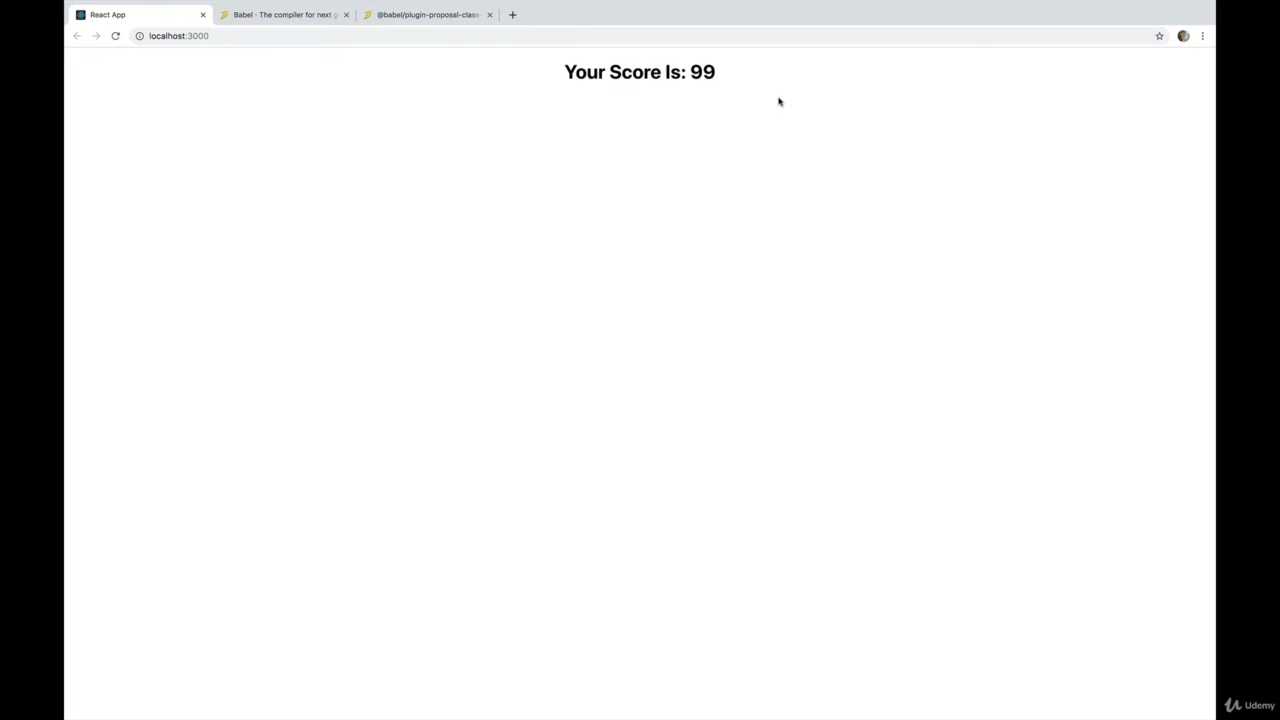 React App
Babel · The compiler for next g
@babel/plugin-proposal-class
localhost:3000
Your Score Is: 99
Udemy